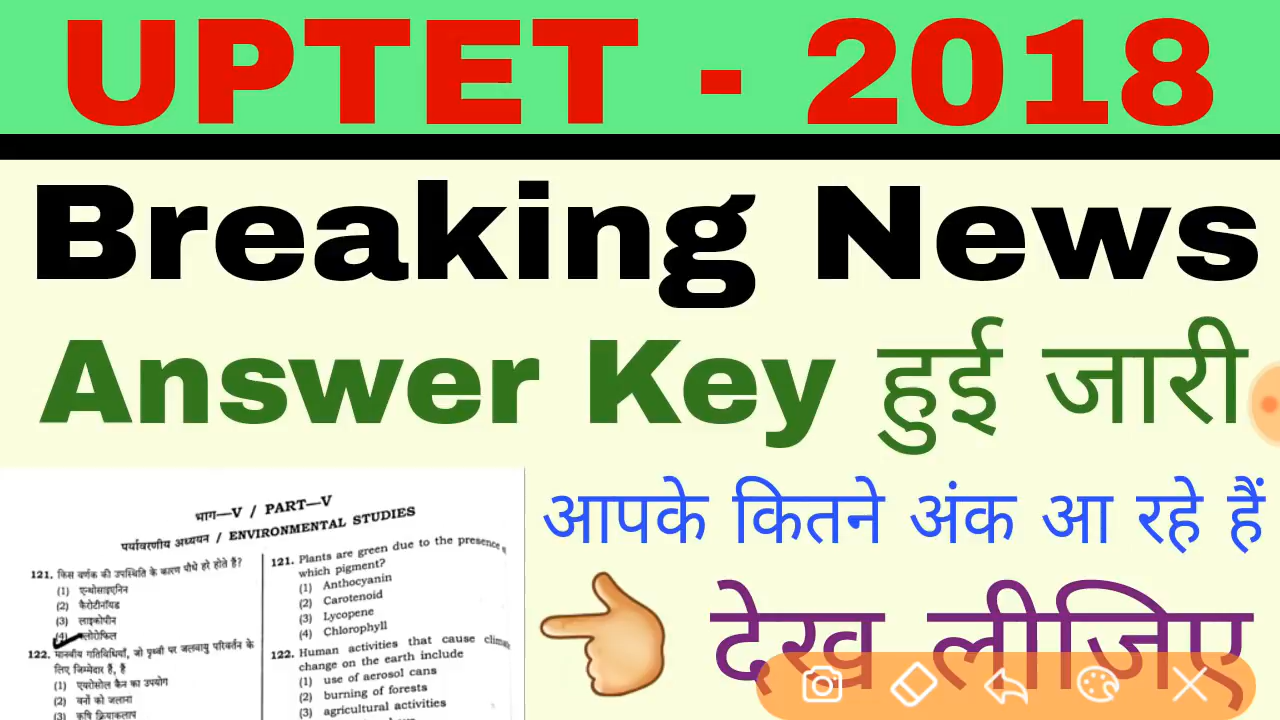 UPTET - 2018
Breaking News
Answer Key हुई जारी
आपके कितने अंक आ रहे हैं
देख लीजिए
भाग—V / PART—V
पर्यावरणीय अध्ययन / ENVIRONMENTAL STUDIES
121. किस वर्णक की उपस्थिति के कारण पौधे हरे होते हैं?
(1) एन्थोसाइएनिन
(2) कैरोटीनॉयड
(3) लाइकोपीन
(4) क्लोरोफिल
122. मानवीय गतिविधियाँ, जो पृथ्वी पर जलवायु परिवर्तन के
लिए जिम्मेदार हैं, है
(1) एयरोसोल कैन का उपयोग
(2) वनों को जलाना
(3) कृषि क्रियाकलाप
121. Plants are green due to the presence
which pigment?
(1) Anthocyanin
(2) Carotenoid
(3) Lycopene
(4) Chlorophyll
122. Human activities that cause
change on the earth include
(1) use of aerosol cans
(2) burning of forests
(3) agricultural activities